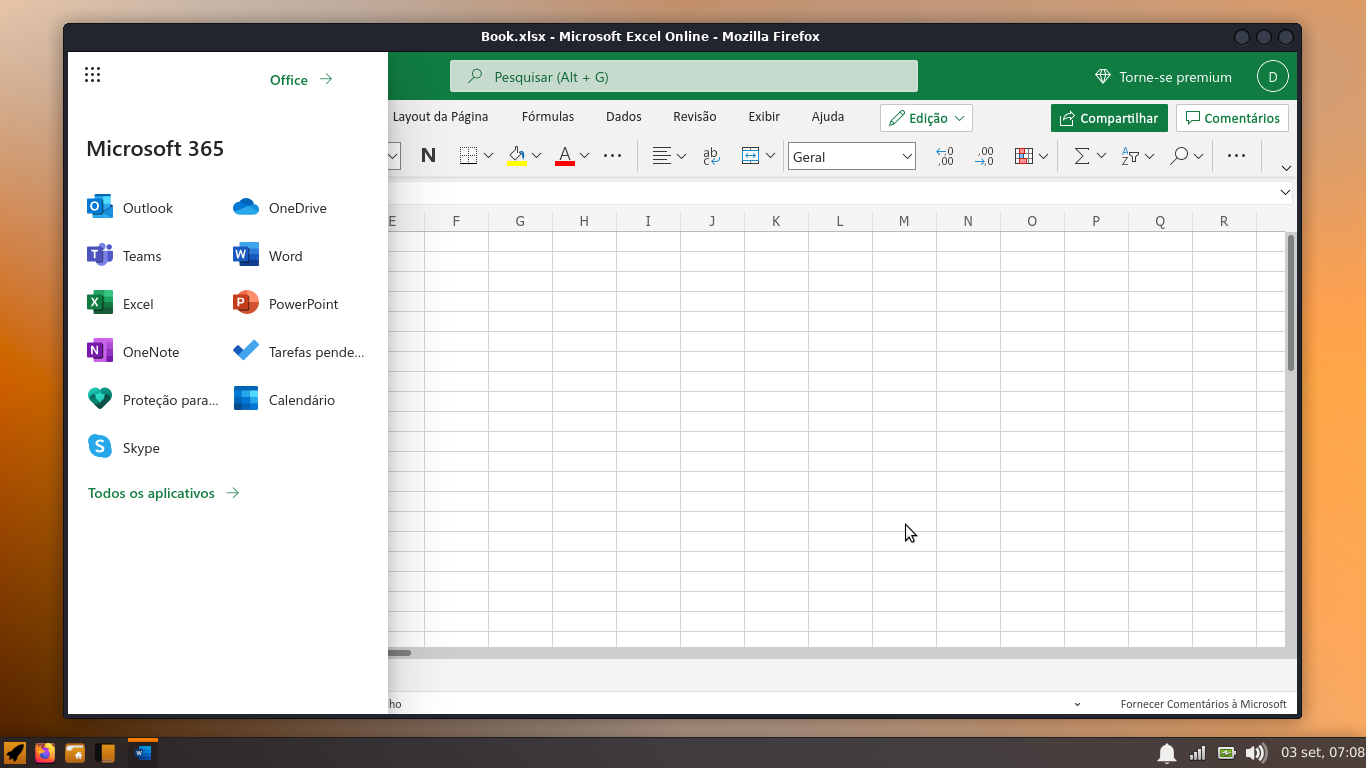 Book.xlsx - Microsoft Excel Online - Mozilla Firefox
Office
Pesquisar (Alt + G)
Torne-se premium
D
Layout da Página Fórmulas Dados Revisão Exibir Ajuda
Edição
Compartilhar
Comentários
Microsoft 365
N
A
ab
Geral
Outlook
OneDrive
Teams
Word
Excel
PowerPoint
OneNote
Tarefas pende...
Proteção para...
Calendário
Skype
Todos os aplicativos
E F G H I J K L M N O P Q R
ho
Fornecer Comentários à Microsoft
03 set, 07:08